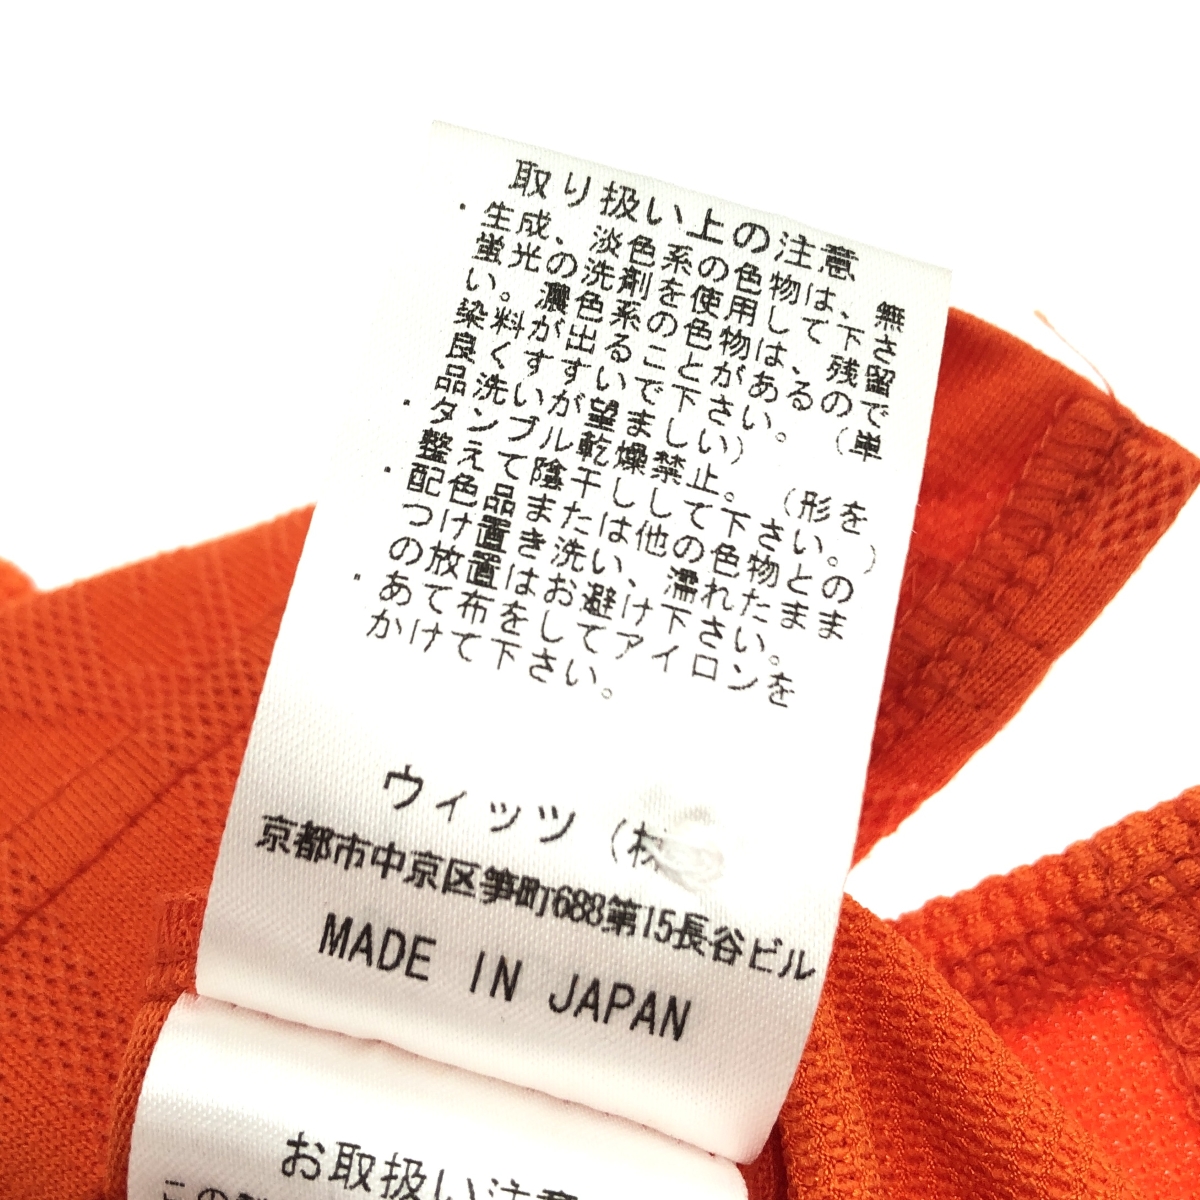 取り扱い上の注意
・生成、淡色系の色物は、無
蛍光の洗剤を使用して下さ
い。濃色系の色物は、残留
染料が出ることがあるので
良くすすいで下さい。(単
品洗いが望ましい)
・タンブル乾燥禁止。(形を
整えて陰干しして下さい。)
・配色品または、他の色物との
つけ置き洗い、濡れたまま
の放置はお避け下さい。
・あて布をしてアイロンを
かけて下さい。
ウィッツ(株
京都市中京区笋町688第15長谷ビル
MADE IN JAPAN
お取扱い注意